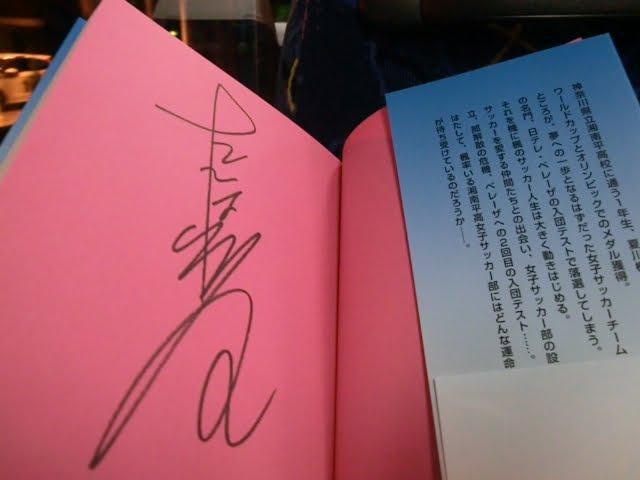 神奈川県立湘南平高校に通う1年生、夏川
ワールドカップとオリンピックでのメダル獲得。
ところが、夢への一歩となるはずだった女子サッカーチーム
の名門、日テレ・ベレーザの入団テストで落選してしまう。
それを機に楓のサッカー人生は大きく動きはじめる。
サッカーを愛する仲間たちとの出会い、女子サッカー部の設
立、部解散の危機、ベレーザへの2回目の入団テスト……。
はたして、楓率いる湘南平高女子サッカー部にはどんな運命
が待ち受けているのだろうか――。